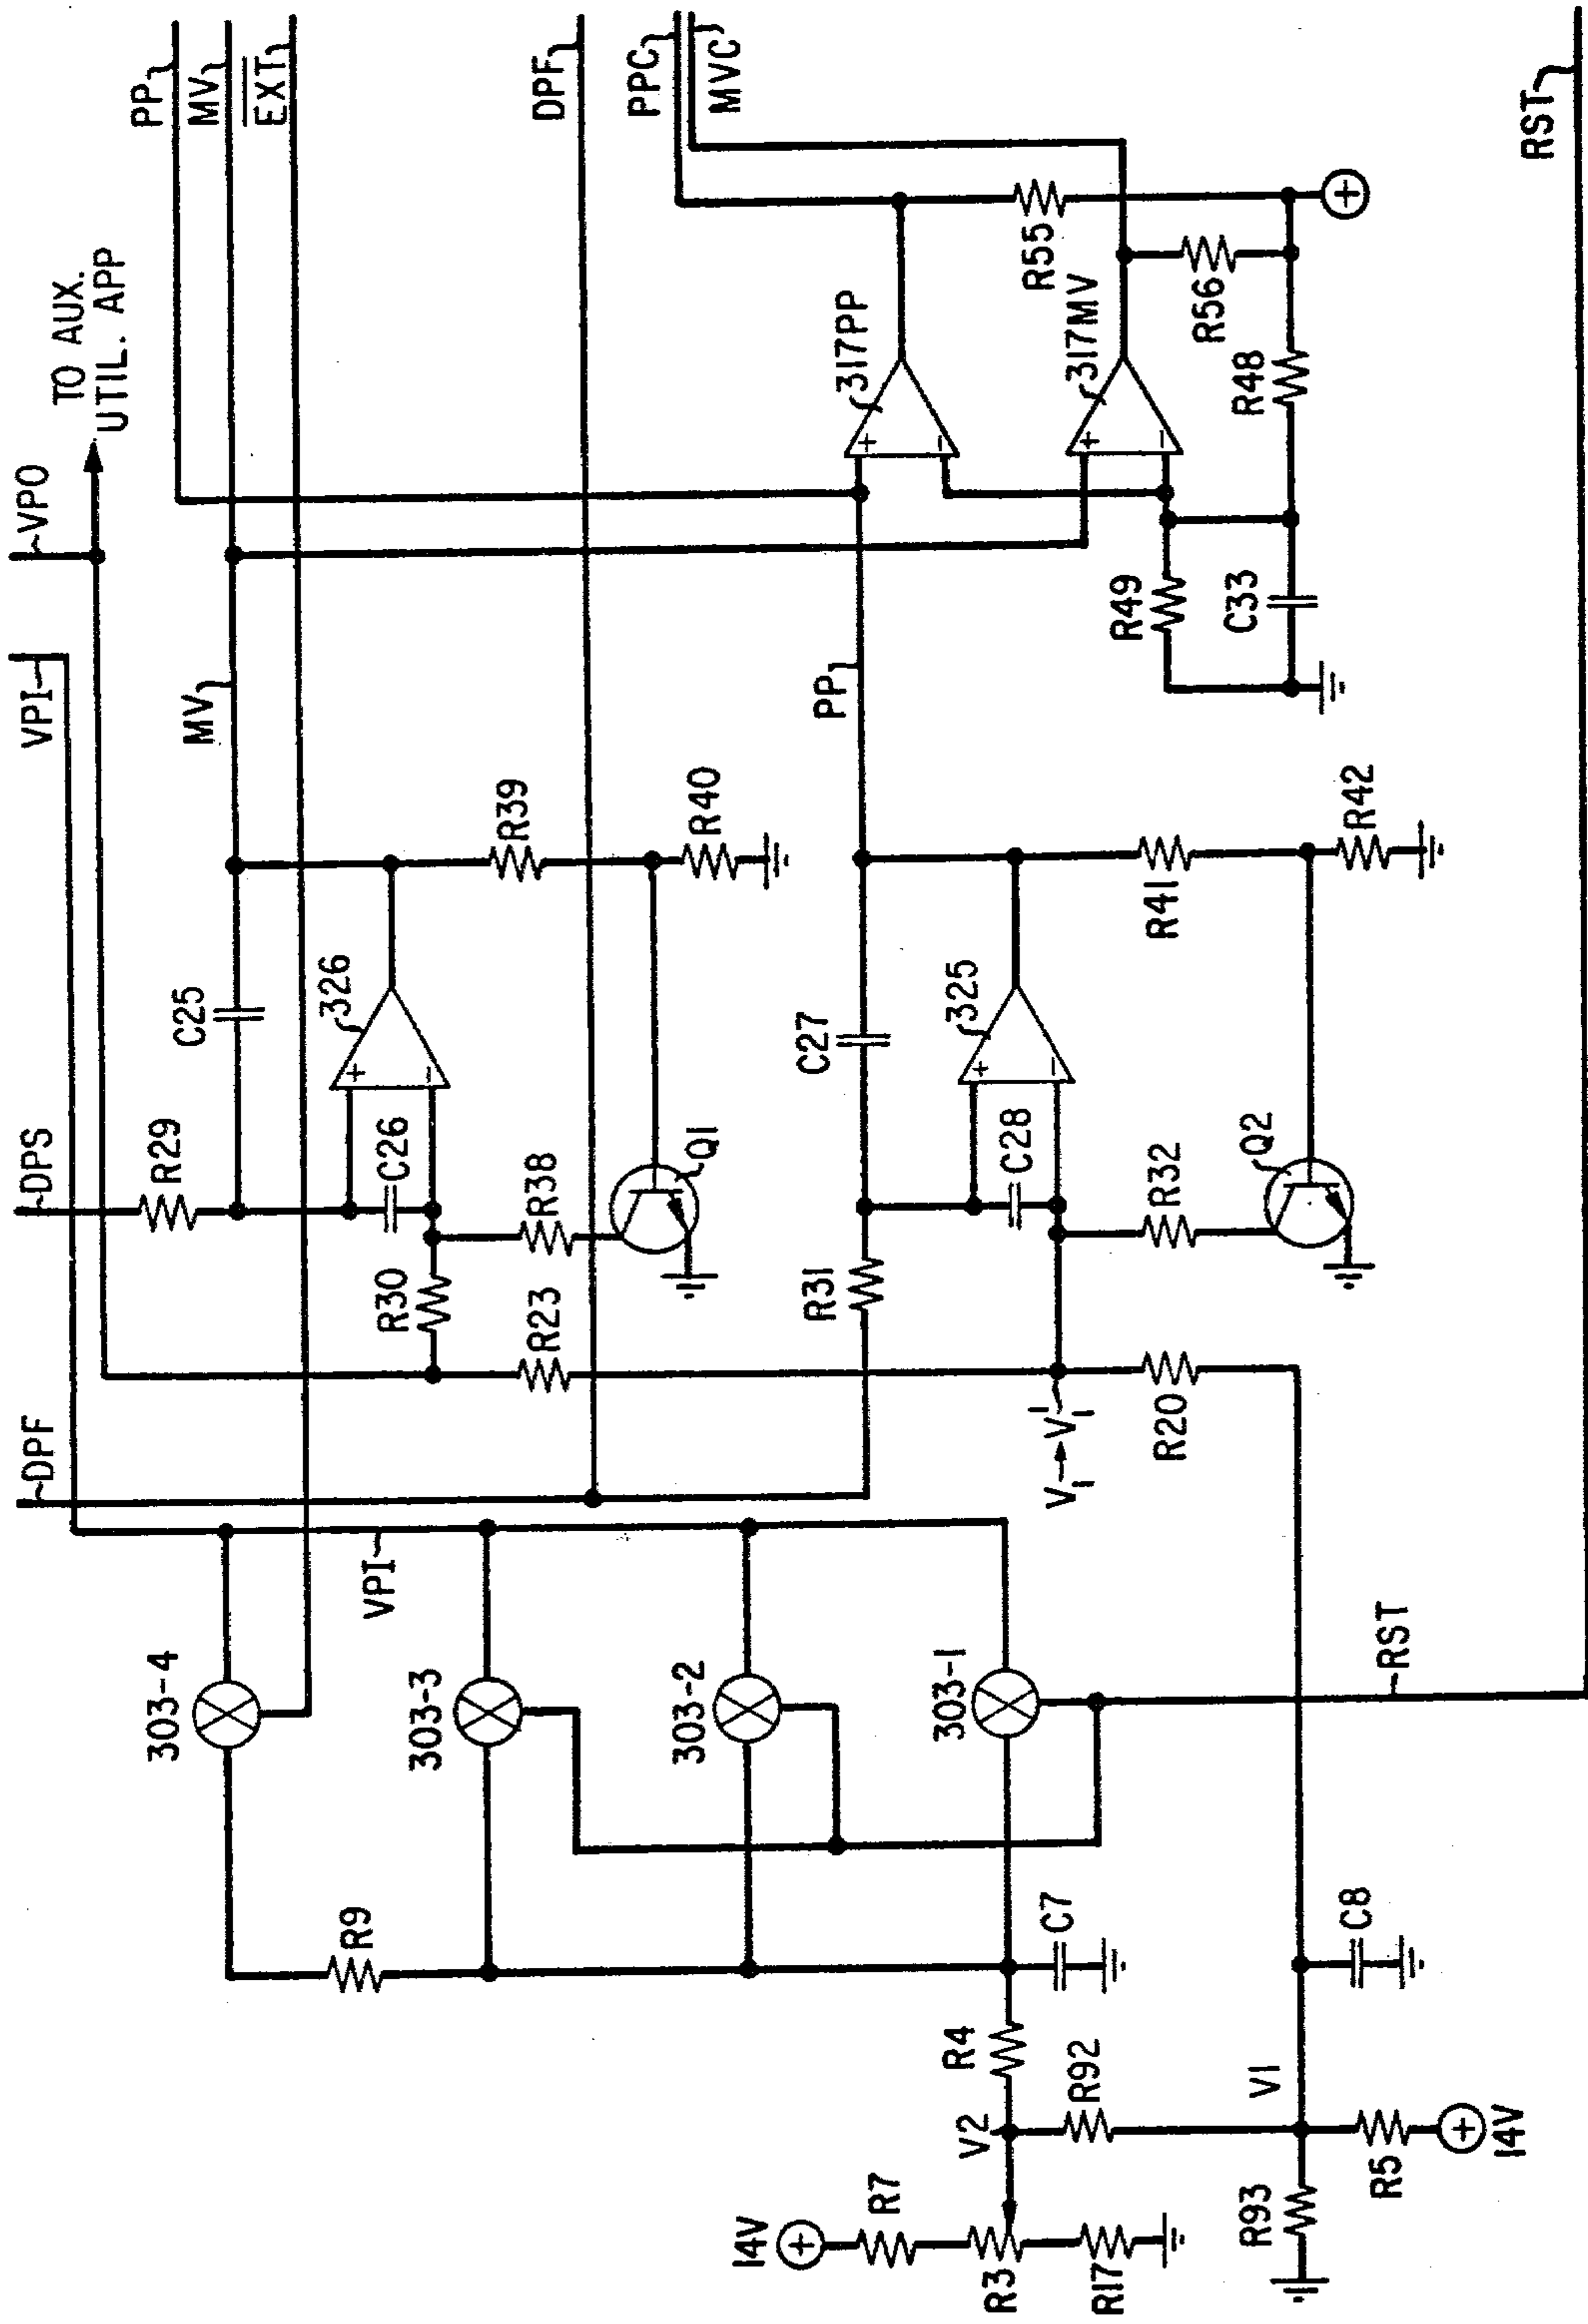 VPO
TO AUX.
UTIL. APP
VPI
DPS
DPF
PP
MV
EXT
DPF
PPC
MVC
RST
MV
PP
C25
R29
326
+
−
C26
R30
R38
Q1
R39
R40
R23
C27
R31
325
+
−
C28
R32
Q2
R41
R42
317PP
+
−
317MV
+
−
R55
R56
R48
R49
C33
+
V1→V1'
R20
VPI
303-4
303-3
303-2
303-1
RST
R9
R4
C7
C8
V2
R92
V1
14V
+
R7
R3
R17
R93
R5
+
14V